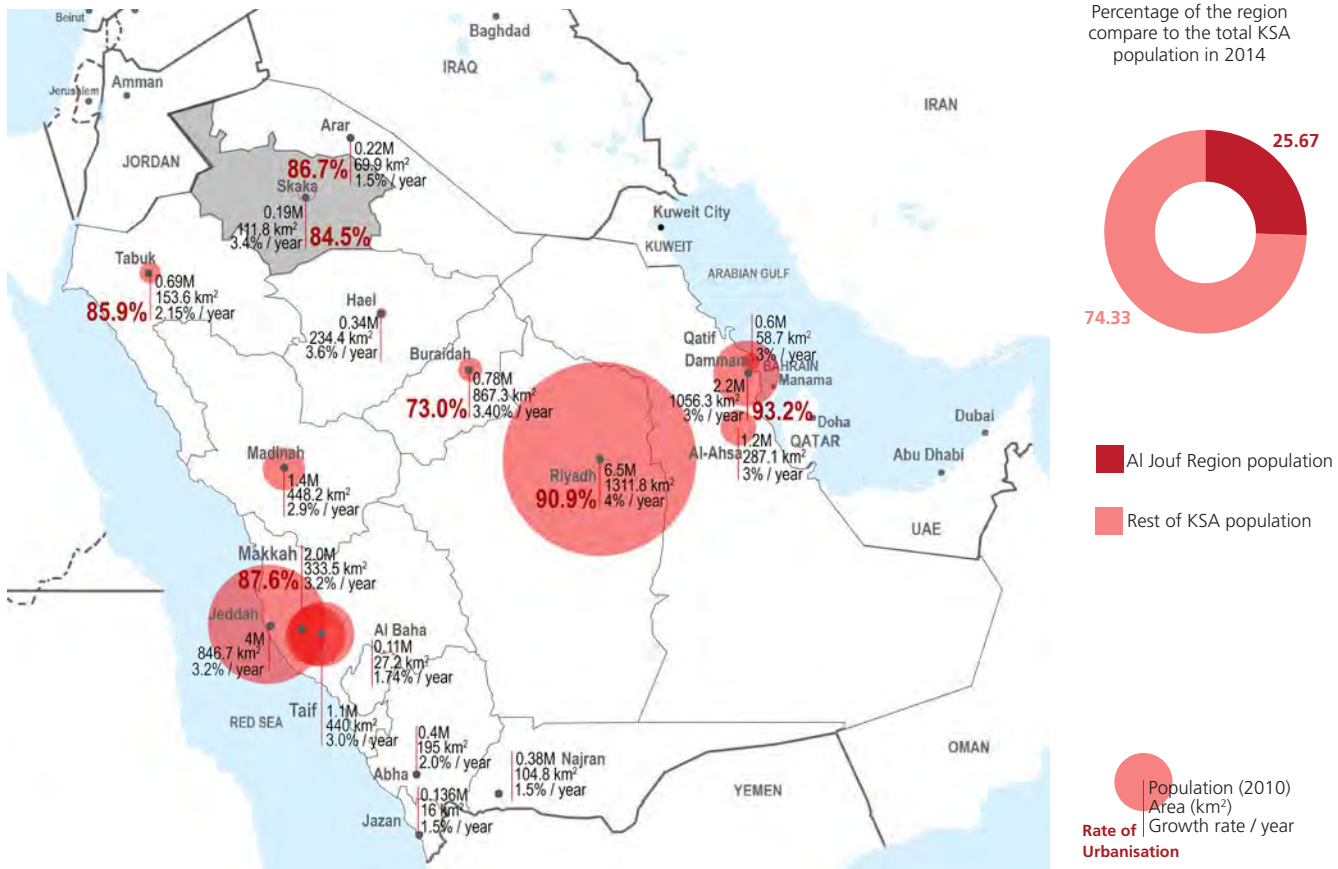 Beirut
Baghdad
IRAQ
Amman
Jerusalem
IRAN
JORDAN
Arar
0.22M
69.9 km²
1.5% / year
86.7%
Skaka
0.19M
111.8 km²
3.4% / year
84.5%
Kuwait City
KUWEIT
ARABIAN GULF
Tabuk
0.69M
153.6 km²
2.15% / year
85.9%
Hael
0.34M
234.4 km²
3.6% / year
Buraidah
0.78M
867.3 km²
3.40% / year
73.0%
0.6M
58.7 km²
3% / year
Qatif
Damman
BAHRAIN
Manama
2.2M
1056.3 km²
3% / year
93.2%
Doha
QATAR
Dubai
Abu Dhabi
Al-Ahsa
1.2M
287.1 km²
3% / year
Madinah
1.4M
448.2 km²
2.9% / year
Riyadh
6.5M
1311.8 km²
4% / year
90.9%
UAE
Makkah
2.0M
333.5 km²
3.2% / year
87.6%
Jeddah
4M
846.7 km²
3.2% / year
Al Baha
0.11M
27.2 km²
1.74% / year
RED SEA
Taif
1.1M
440 km²
3.0% / year
0.4M
195 km²
2.0% / year
Abha
0.136M
16 km²
1.5% / year
Jazan
0.38M Najran
104.8 km²
1.5% / year
YEMEN
OMAN
Percentage of the region
compare to the total KSA
population in 2014
25.67
74.33
Al Jouf Region population
Rest of KSA population
Population (2010)
Area (km²)
Growth rate / year
Rate of
Urbanisation